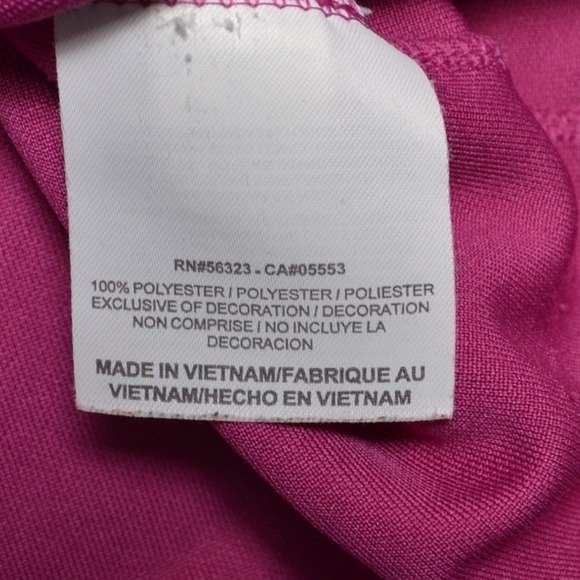 RN#56323 - CA#05553
100% POLYESTER / POLYESTER / POLIESTER
EXCLUSIVE OF DECORATION / DECORATION
NON COMPRISE / NO INCLUYE LA
DECORACION
MADE IN VIETNAM/FABRIQUE AU
VIETNAM/HECHO EN VIETNAM